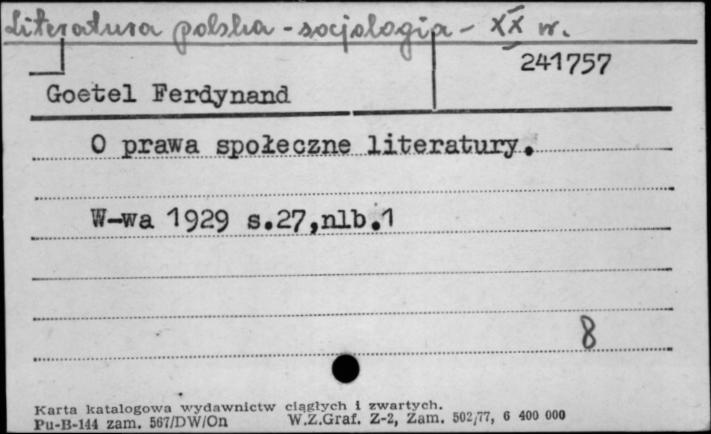 Literatura polska - socjologia - XX w.
241757
Goetel Ferdynand
O prawa społeczne literatury.
W-wa 1929 s.27,nlb.1
8
Karta katalogowa wydawnictw ciągłych i zwartych.
Pu-B-144 zam. 567/DW/On W.Z.Graf. Z-2, Zam. 502/77, 6 400 000